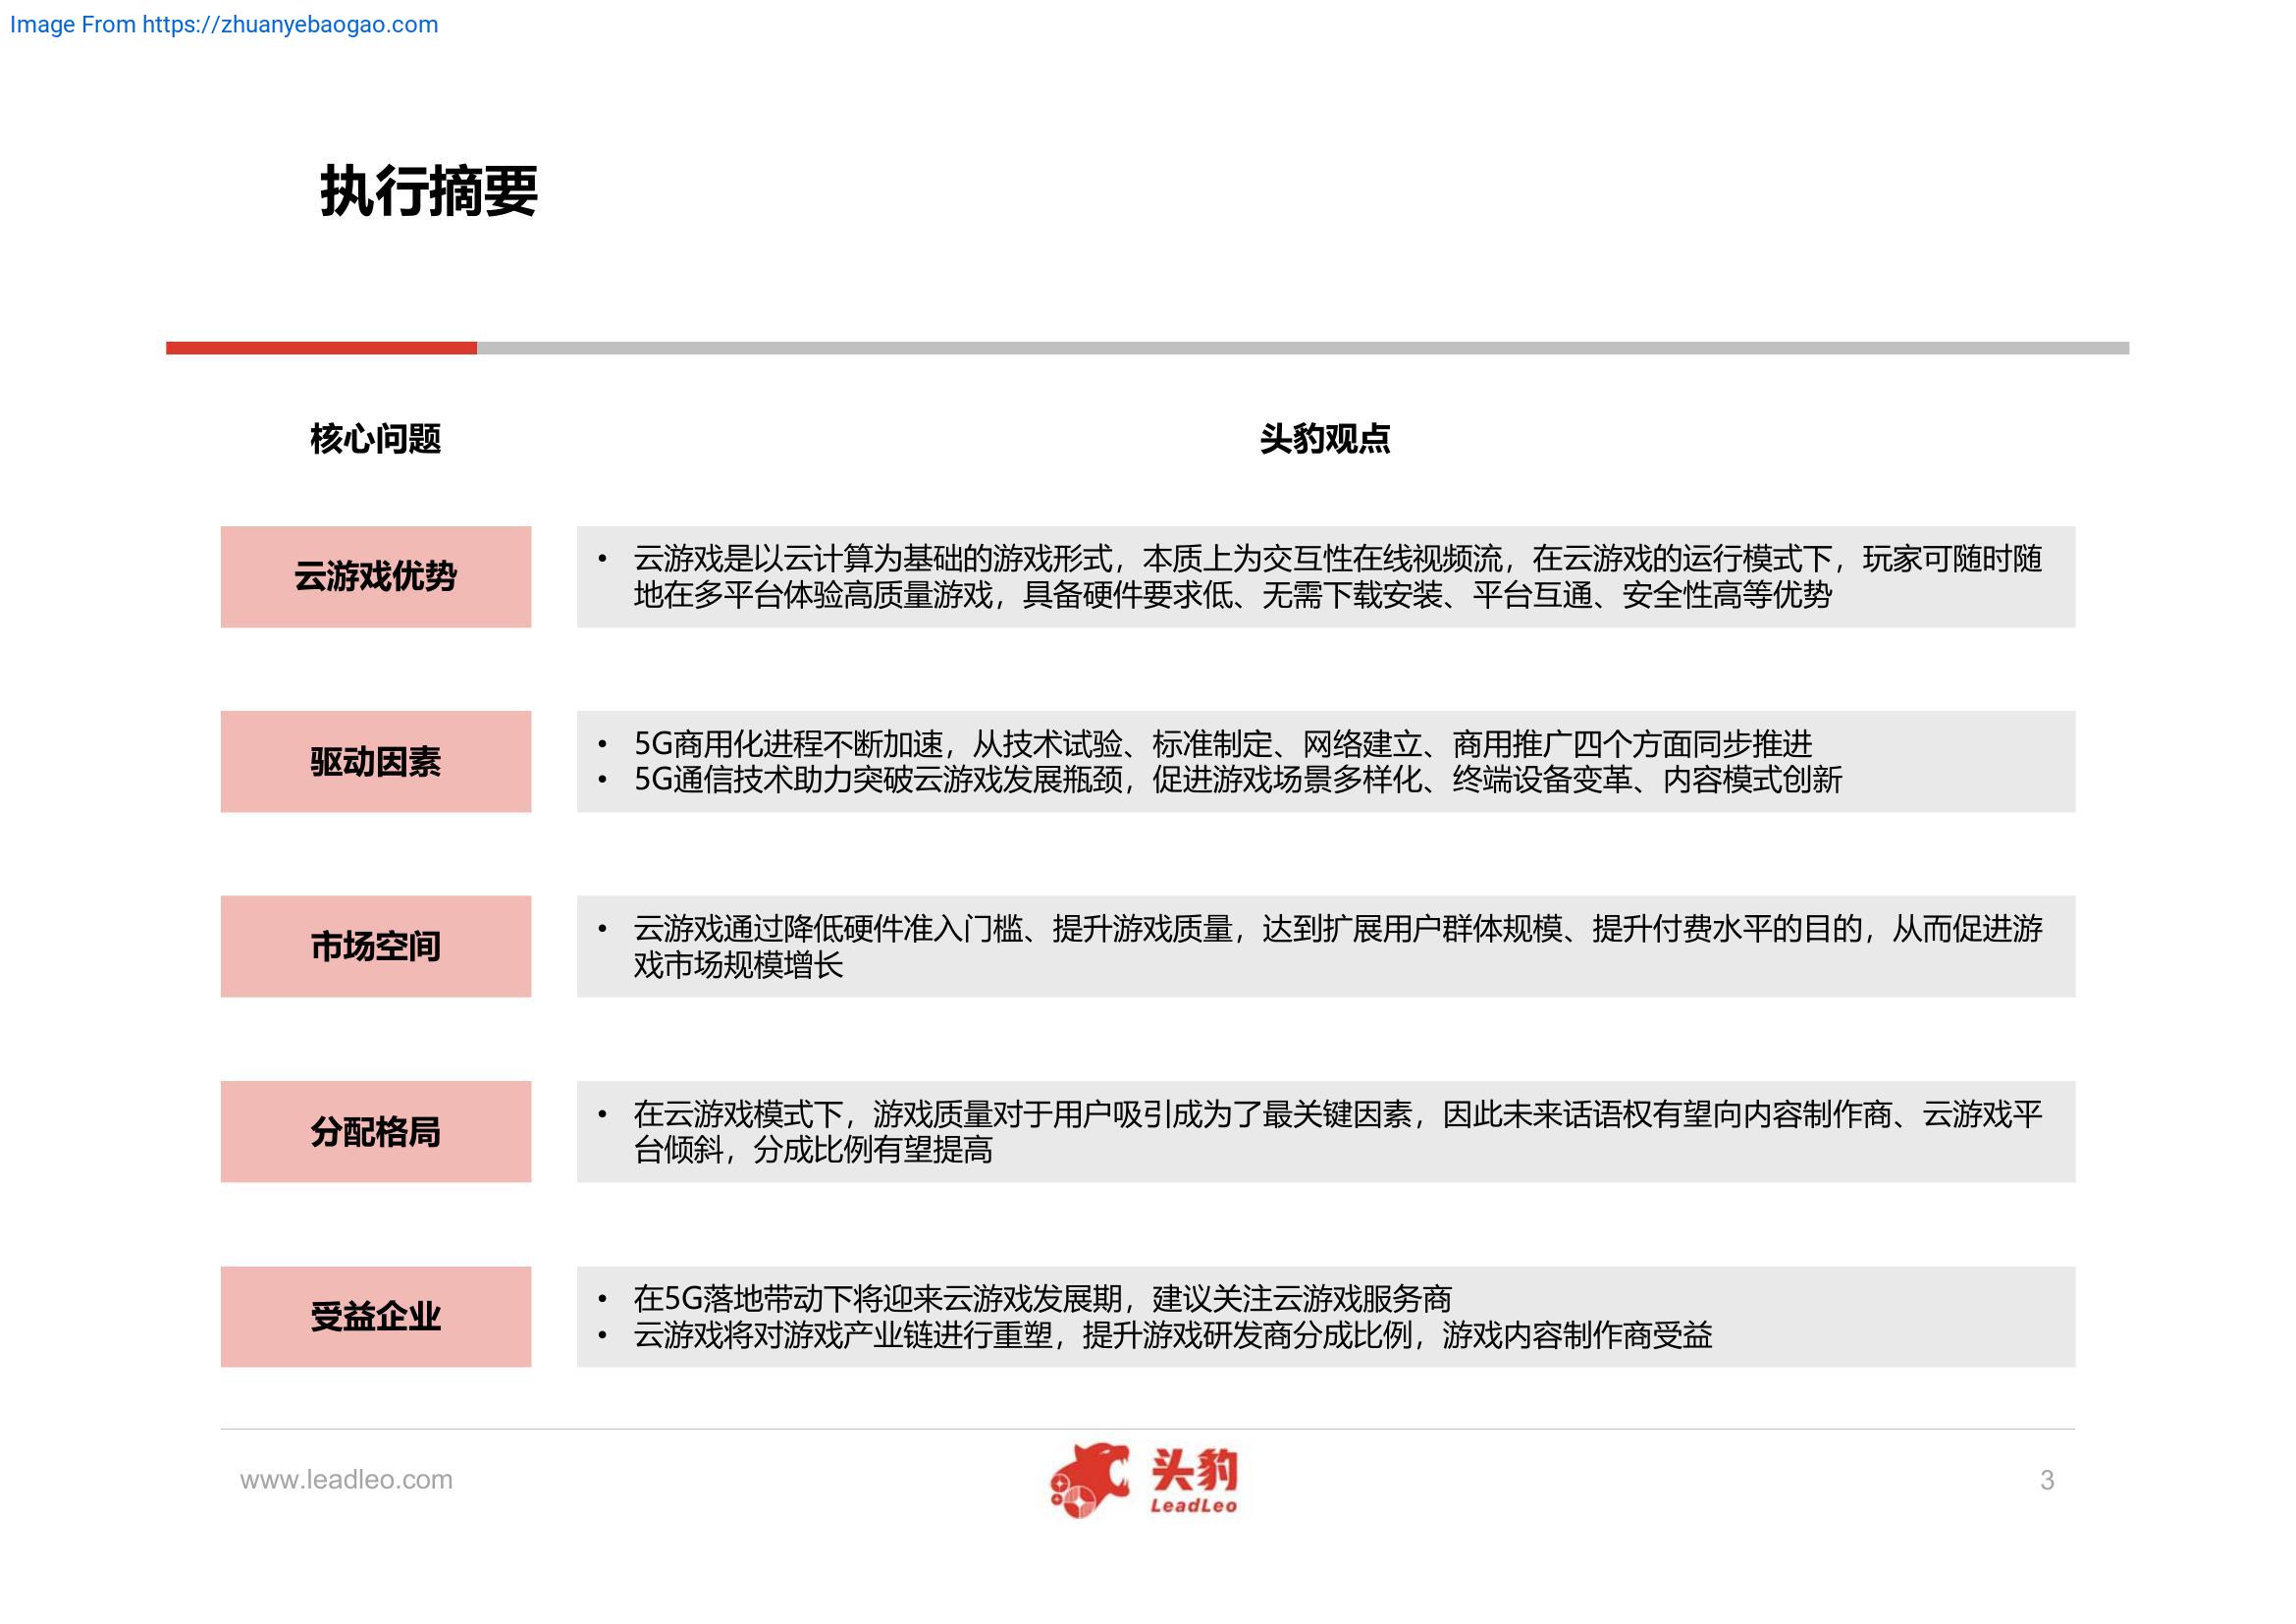 Image From https://zhuanyebaogao.com
执行摘要
核心问题
头豹观点
云游戏优势
• 云游戏是以云计算为基础的游戏形式，本质上为交互性在线视频流，在云游戏的运行模式下，玩家可随时随
地在多平台体验高质量游戏，具备硬件要求低、无需下载安装、平台互通、安全性高等优势
驱动因素
• 5G商用化进程不断加速，从技术试验、标准制定、网络建立、商用推广四个方面同步推进
• 5G通信技术助力突破云游戏发展瓶颈，促进游戏场景多样化、终端设备变革、内容模式创新
市场空间
• 云游戏通过降低硬件准入门槛、提升游戏质量，达到扩展用户群体规模、提升付费水平的目的，从而促进游
戏市场规模增长
分配格局
• 在云游戏模式下，游戏质量对于用户吸引成为了最关键因素，因此未来话语权有望向内容制作商、云游戏平
台倾斜，分成比例有望提高
受益企业
• 在5G落地带动下将迎来云游戏发展期，建议关注云游戏服务商
• 云游戏将对游戏产业链进行重塑，提升游戏研发商分成比例，游戏内容制作商受益
www.leadleo.com
头豹
LeadLeo
3